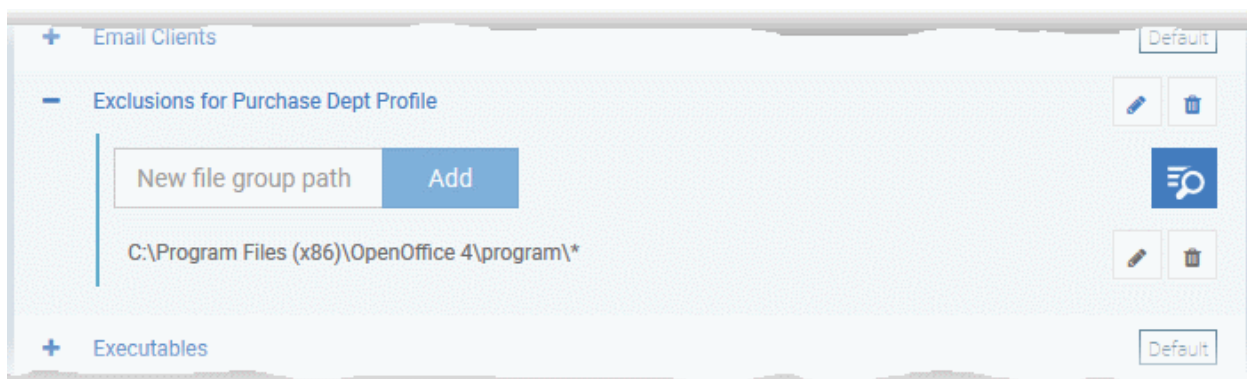 Email Clients
Default
Exclusions for Purchase Dept Profile
New file group path
Add
C:\Program Files (x86)\OpenOffice 4\program\*
Executables
Default